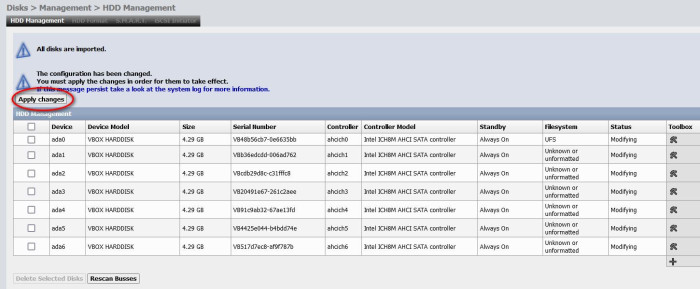 Disks > Management > HDD Management
HDD Management HDD Format S.M.A.R.T. iSCSI Initiator
All disks are imported.
The configuration has been changed.
You must apply the changes in order for them to take effect.
If this message persist take a look at the system log for more information.
Apply changes
HDD Management
Device Device Model Size Serial Number Controller Controller Model Standby Filesystem Status Toolbox
ada0 VBOX HARDDISK 4.29 GB VB48b56cb7-0e6635bb ahcich0 Intel ICH8M AHCI SATA controller Always On UFS Modifying
ada1 VBOX HARDDISK 4.29 GB VBb36edcdd-006ad762 ahcich1 Intel ICH8M AHCI SATA controller Always On Unknown or unformatted Modifying
ada2 VBOX HARDDISK 4.29 GB VBcdb29d8c-c31fffc8 ahcich2 Intel ICH8M AHCI SATA controller Always On Unknown or unformatted Modifying
ada3 VBOX HARDDISK 4.29 GB VB20491e67-261c2aee ahcich3 Intel ICH8M AHCI SATA controller Always On Unknown or unformatted Modifying
ada4 VBOX HARDDISK 4.29 GB VB91c9ab32-67ae13fd ahcich4 Intel ICH8M AHCI SATA controller Always On Unknown or unformatted Modifying
ada5 VBOX HARDDISK 4.29 GB VB4425e044-b4bdd74e ahcich5 Intel ICH8M AHCI SATA controller Always On Unknown or unformatted Modifying
ada6 VBOX HARDDISK 4.29 GB VB517d7ec8-af9f787b ahcich6 Intel ICH8M AHCI SATA controller Always On Unknown or unformatted Modifying
Delete Selected Disks Rescan Busses